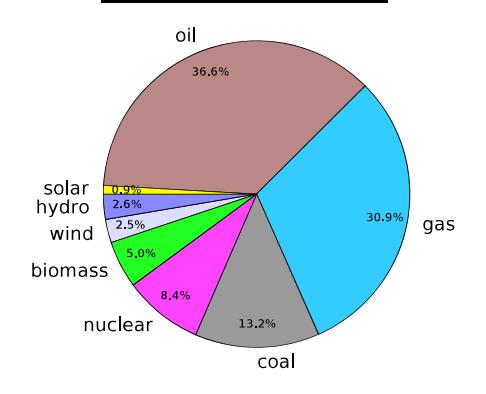 oil
36.6%
solar
0.9%
hydro
2.6%
wind
2.5%
30.9%
gas
biomass
5.0%
nuclear
8.4%
13.2%
coal